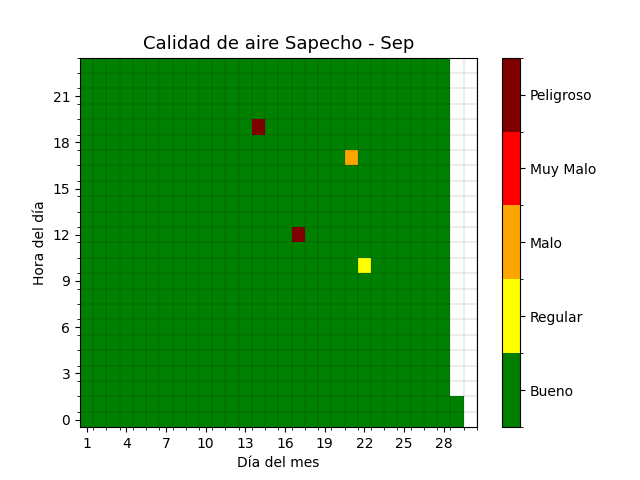 Calidad de aire Sapecho - Sep
21
18
15
12
9
6
3
0
Hora del día
1 4 7 10 13 16 19 22 25 28
Día del mes
Peligroso
Muy Malo
Malo
Regular
Bueno